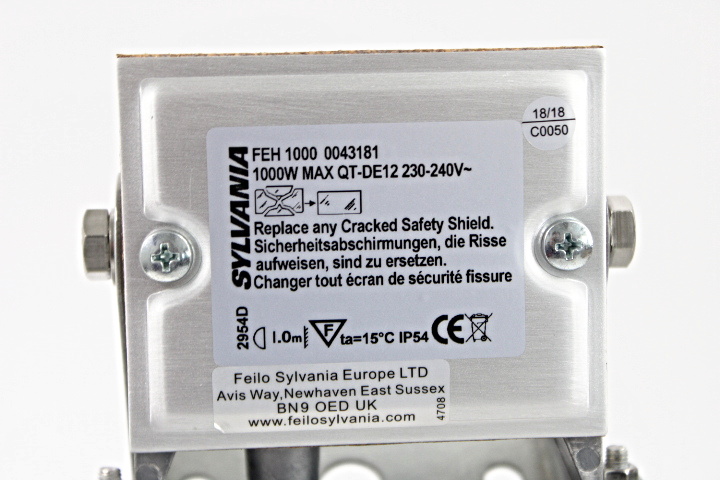 18/18
C0050
SYLVANIA
FEH 1000 0043181
1000W MAX QT-DE12 230-240V~
Replace any Cracked Safety Shield.
Sicherheitsabschirmungen, die Risse
aufweisen, sind zu ersetzen.
Changer tout écran de sécurité fissure
2954D
1.0m F ta=15°C IP54 CE
Feilo Sylvania Europe LTD
Avis Way, Newhaven East Sussex
BN9 OED UK
www.feilosylvania.com
4708